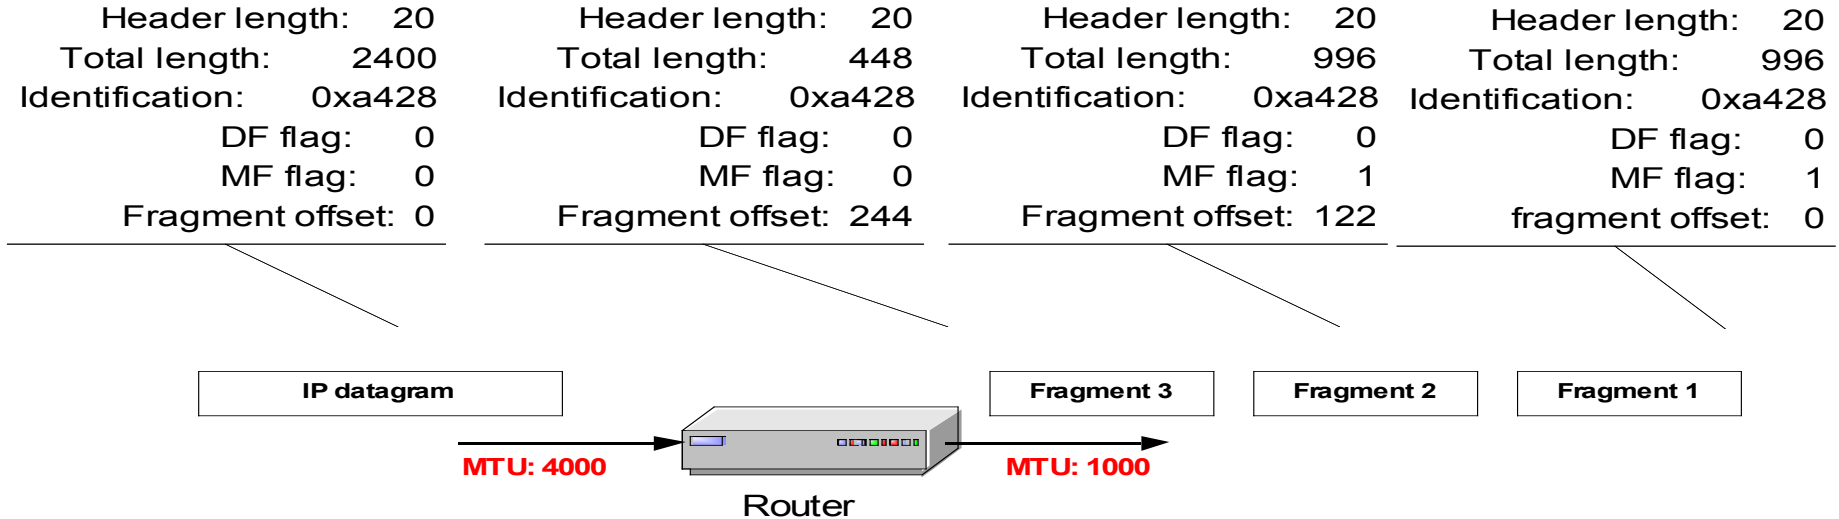 Header length: 20
Total length: 2400
Identification: 0xa428
DF flag: 0
MF flag: 0
Fragment offset: 0
Header length: 20
Total length: 448
Identification: 0xa428
DF flag: 0
MF flag: 0
Fragment offset: 244
Header length: 20
Total length: 996
Identification: 0xa428
DF flag: 0
MF flag: 1
Fragment offset: 122
Header length: 20
Total length: 996
Identification: 0xa428
DF flag: 0
MF flag: 1
fragment offset: 0
IP datagram
Fragment 3
Fragment 2
Fragment 1
MTU: 4000
MTU: 1000
Router